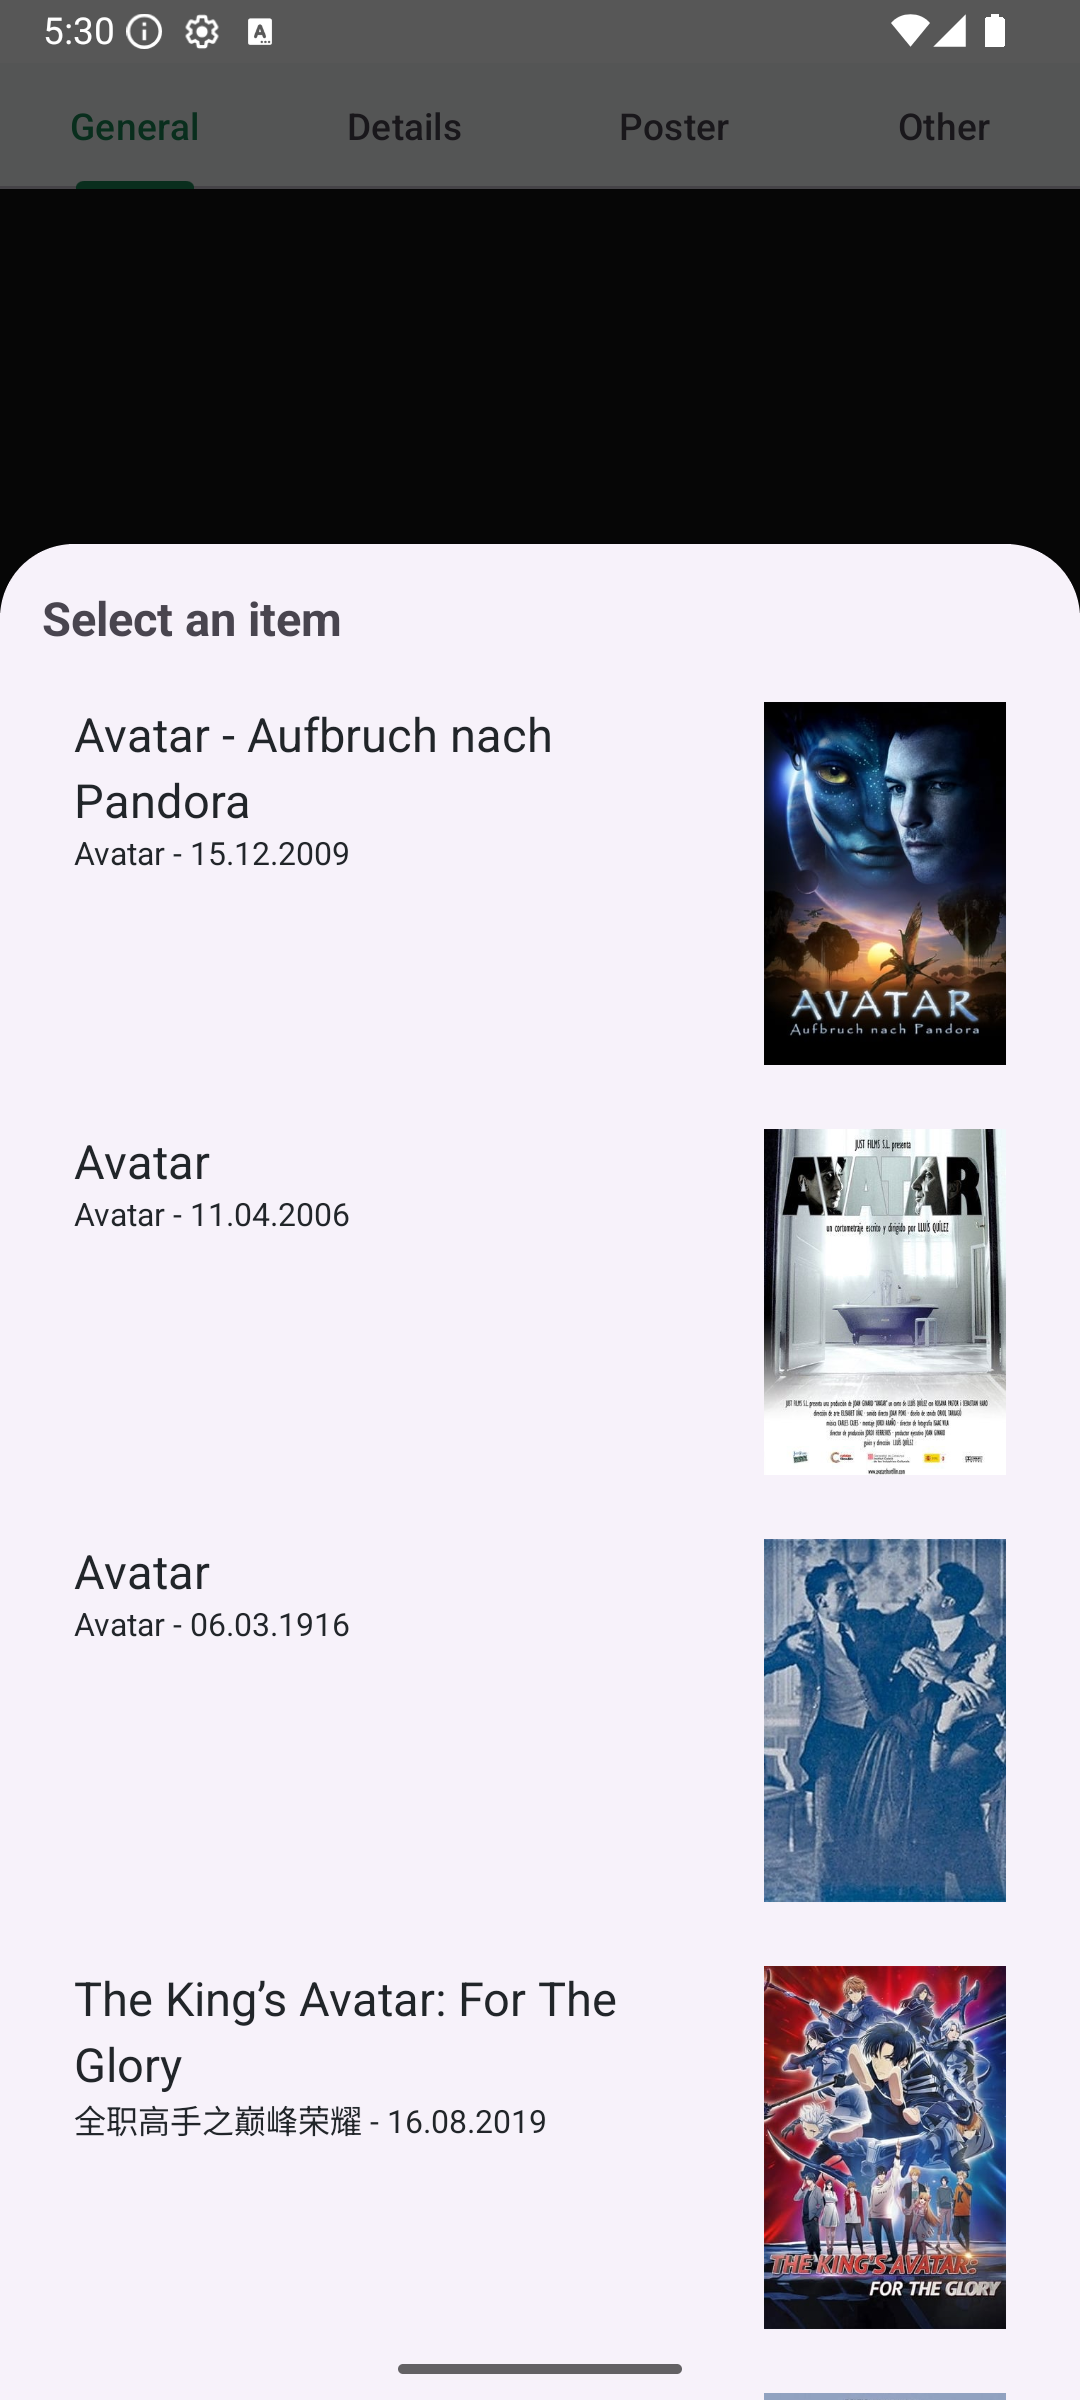 5:30
General Details Poster Other
Select an item
Avatar - Aufbruch nach
Pandora
Avatar - 15.12.2009
AVATAR
Aufbruch nach Pandora
Avatar
Avatar - 11.04.2006
JUST FILMS S.L. presenta
AVATAR
un cortometraje escrito y dirigido por LLUÍS QUÍLEZ
Avatar
Avatar - 06.03.1916
The King’s Avatar: For The
Glory
全职高手之巅峰荣耀 - 16.08.2019
THE KING'S AVATAR:
FOR THE GLORY